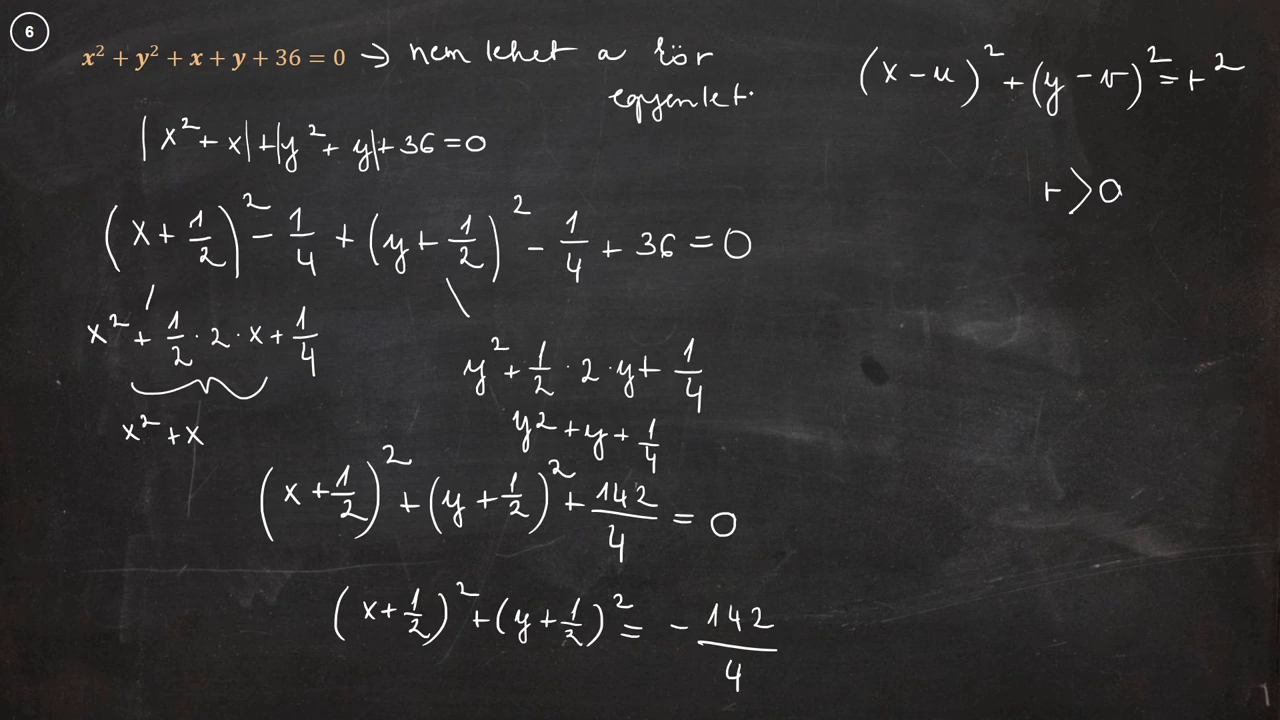 6
x² + y² + x + y + 36 = 0 → nem lehet a kör
egyenlet.
(x - u)² + (y - v)² = r²
|x² + x| + |y² + y| + 36 = 0
r > 0
(x + 1/2)² - 1/4 + (y + 1/2)² - 1/4 + 36 = 0
x² + 1/2 · 2 · x + 1/4
y² + 1/2 · 2 · y + 1/4
x² + x
y² + y + 1/4
(x + 1/2)² + (y + 1/2)² + 142/4 = 0
(x + 1/2)² + (y + 1/2)² = - 142/4